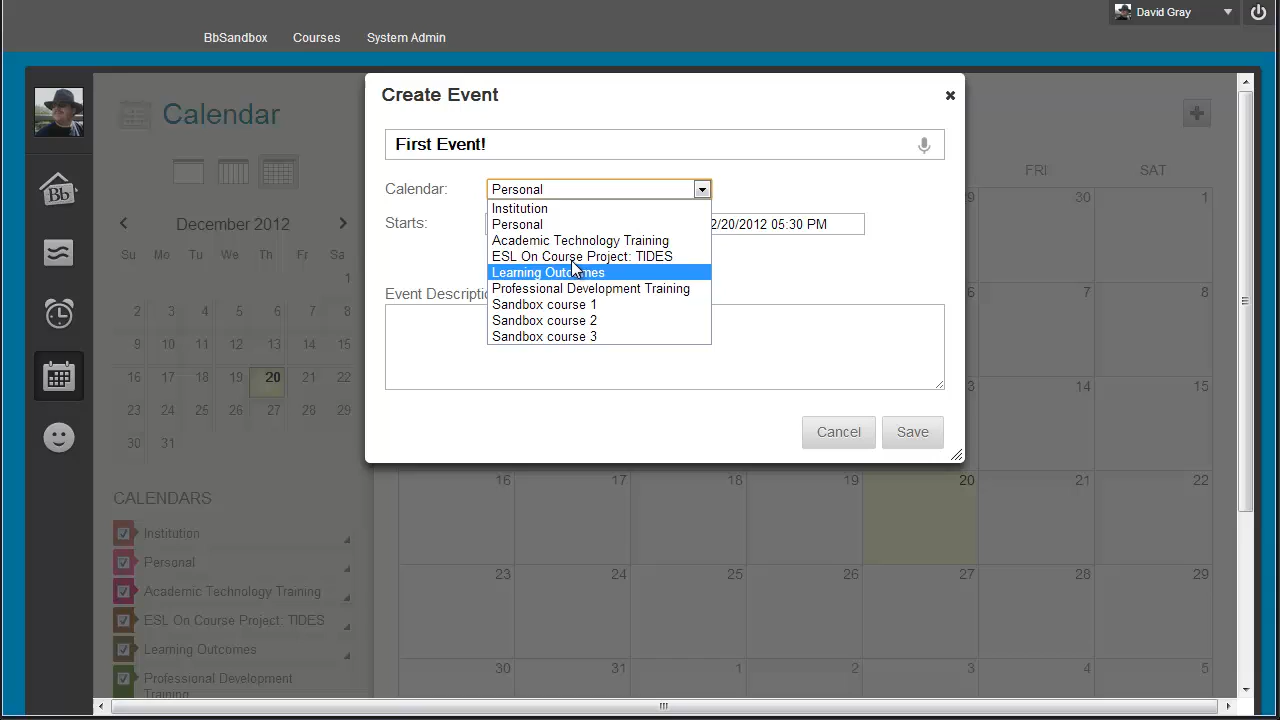 David Gray
BbSandbox Courses System Admin
Create Event
Calendar
First Event!
FRI SAT
Calendar: Personal
Institution
Personal
Academic Technology Training
ESL On Course Project: TIDES
Learning Outcomes
Professional Development Training
Sandbox course 1
Sandbox course 2
Sandbox course 3
Starts: 2/20/2012 05:30 PM
Event Descripti
Cancel Save
Bb
December 2012
Su Mo Tu We Th Fr Sa
1
2 3 4 5 6 7 8
9 10 11 12 13 14 15
16 17 18 19 20 21 22
23 24 25 26 27 28 29
30 31
CALENDARS
Institution
Personal
Academic Technology Training
ESL On Course Project: TIDES
Learning Outcomes
Professional Development
Training
9 30 1
6 7 8
3 14 15
16 17 18 19 20 21 22
23 24 25 26 27 28 29
30 31 1 2 3 4 5